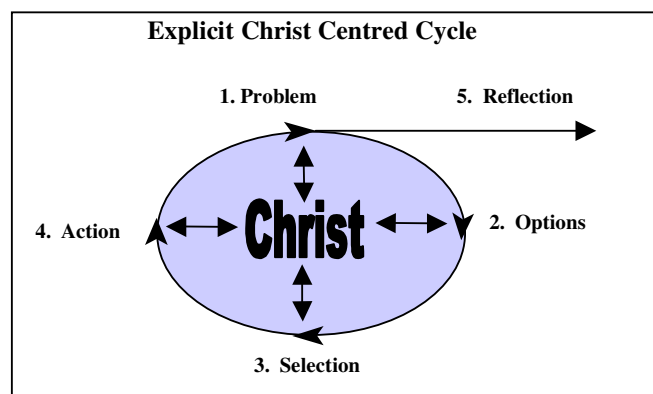 Explicit Christ Centred Cycle
1. Problem
5. Reflection
Christ
4. Action
2. Options
3. Selection